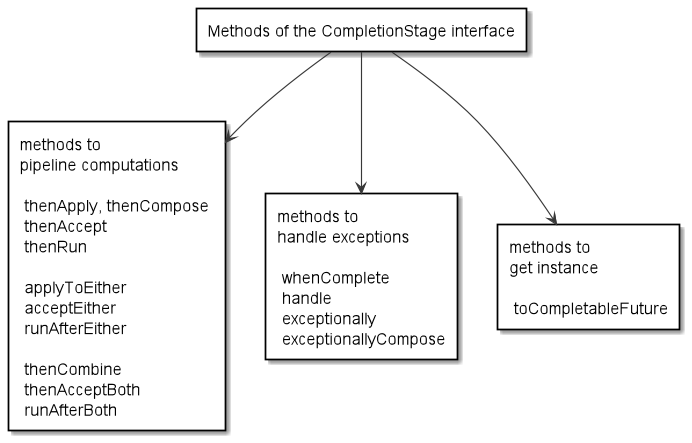 Methods of the CompletionStage interface
methods to
pipeline computations
thenApply, thenCompose
thenAccept
thenRun
applyToEither
acceptEither
runAfterEither
thenCombine
thenAcceptBoth
runAfterBoth
methods to
handle exceptions
whenComplete
handle
exceptionally
exceptionallyCompose
methods to
get instance
toCompletableFuture